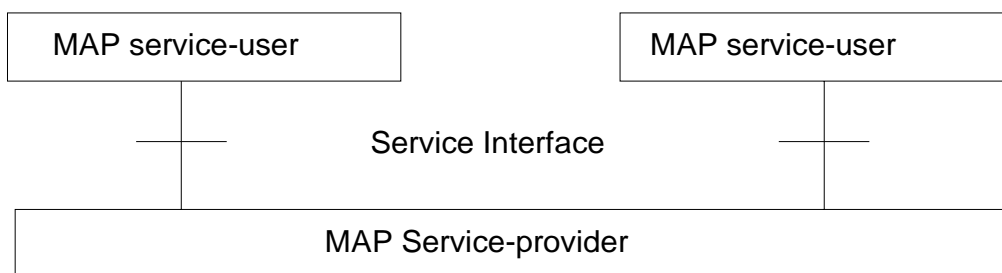 MAP service-user
MAP service-user
Service Interface
MAP Service-provider